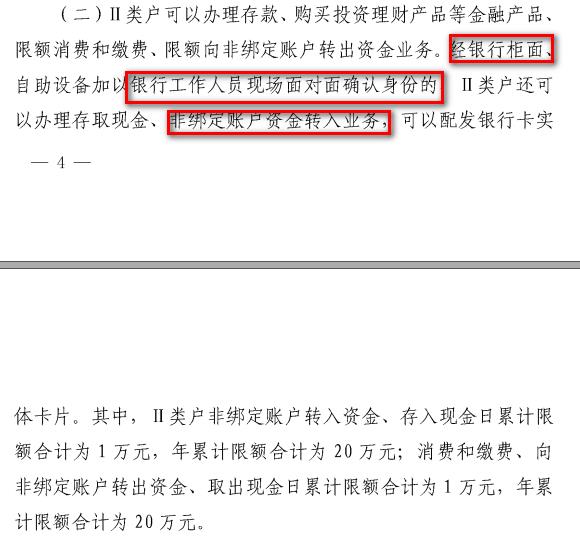 （二）Ⅱ类户可以办理存款、购买投资理财产品等金融产品、
限额消费和缴费、限额向非绑定账户转出资金业务。经银行柜面、
自助设备加以银行工作人员现场面对面确认身份的 Ⅱ类户还可
以办理存取现金、非绑定账户资金转入业务，可以配发银行卡实
— 4 —
体卡片。其中，Ⅱ类户非绑定账户转入资金、存入现金日累计限
额合计为 1 万元，年累计限额合计为 20 万元；消费和缴费、向
非绑定账户转出资金、取出现金日累计限额合计为 1 万元，年累
计限额合计为 20 万元。